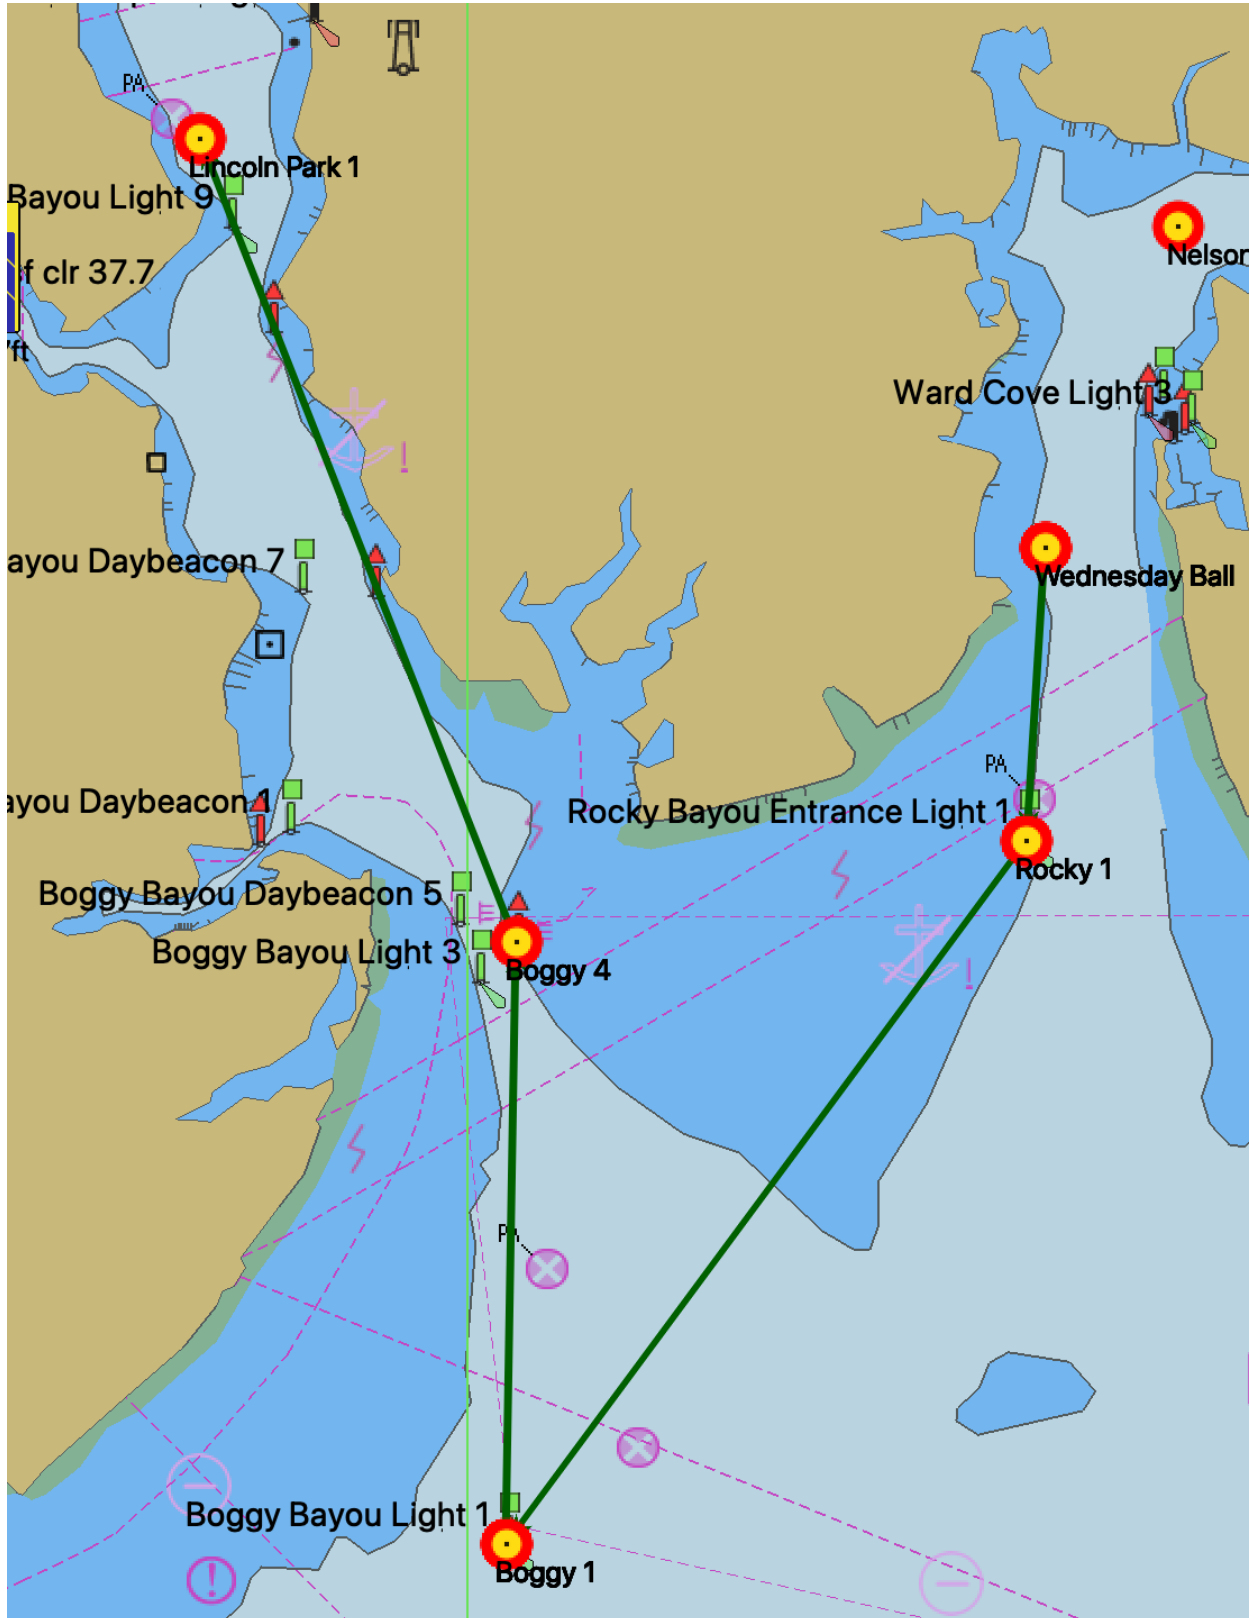 PA
Lincoln Park 1
Bayou Light 9
f clr 37.7
Nelson
ft
Ward Cove Light 3
!
ayou Daybeacon 7
Wednesday Ball
PA
ayou Daybeacon 1
Rocky Bayou Entrance Light 1
Rocky 1
Boggy Bayou Daybeacon 5
Boggy Bayou Light 3
Boggy 4
!
PA
Boggy Bayou Light 1
Boggy 1
!